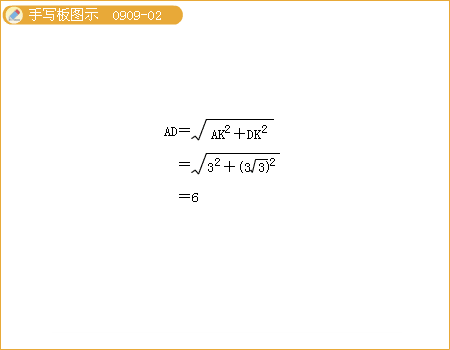 手写板图示 0909-02
AD=√(AK²+DK²)
=√(3²+(3√3)²)
=6